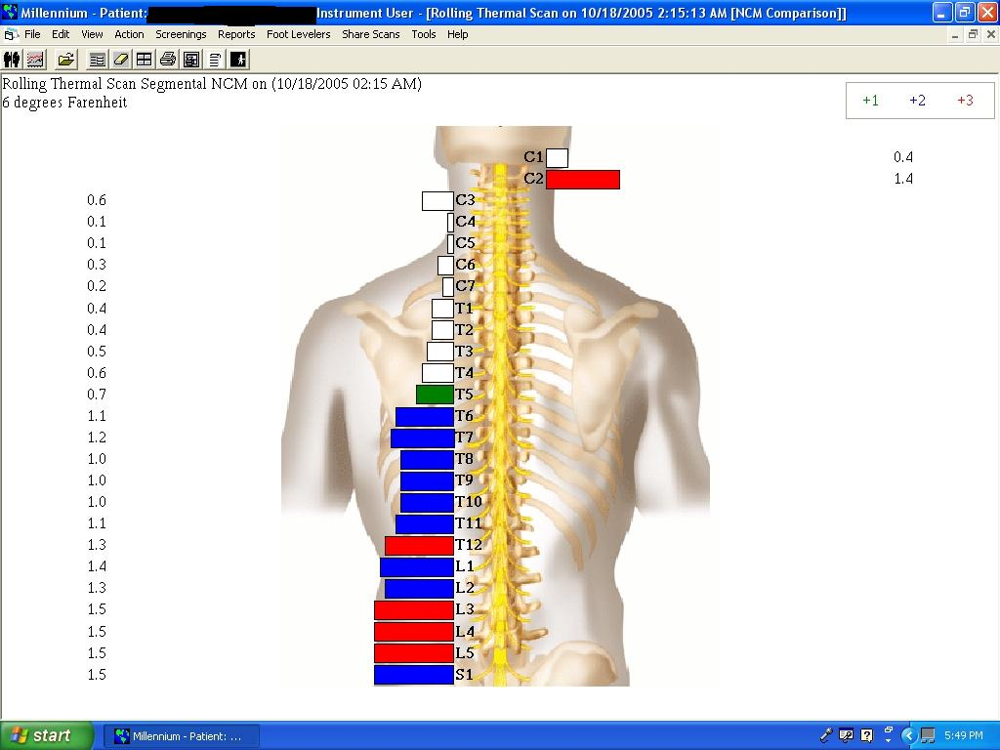 Millennium - Patient: Instrument User - [Rolling Thermal Scan on 10/18/2005 2:15:13 AM [NCM Comparison]]
File Edit View Action Screenings Reports Foot Levelers Share Scans Tools Help
Rolling Thermal Scan Segmental NCM on (10/18/2005 02:15 AM)
6 degrees Farenheit
+1 +2 +3
C1 0.4
C2 1.4
0.6 C3
0.1 C4
0.1 C5
0.3 C6
0.2 C7
0.4 T1
0.4 T2
0.5 T3
0.6 T4
0.7 T5
1.1 T6
1.2 T7
1.0 T8
1.0 T9
1.0 T10
1.1 T11
1.3 T12
1.4 L1
1.3 L2
1.5 L3
1.5 L4
1.5 L5
1.5 S1
start Millennium - Patient: ... 5:49 PM